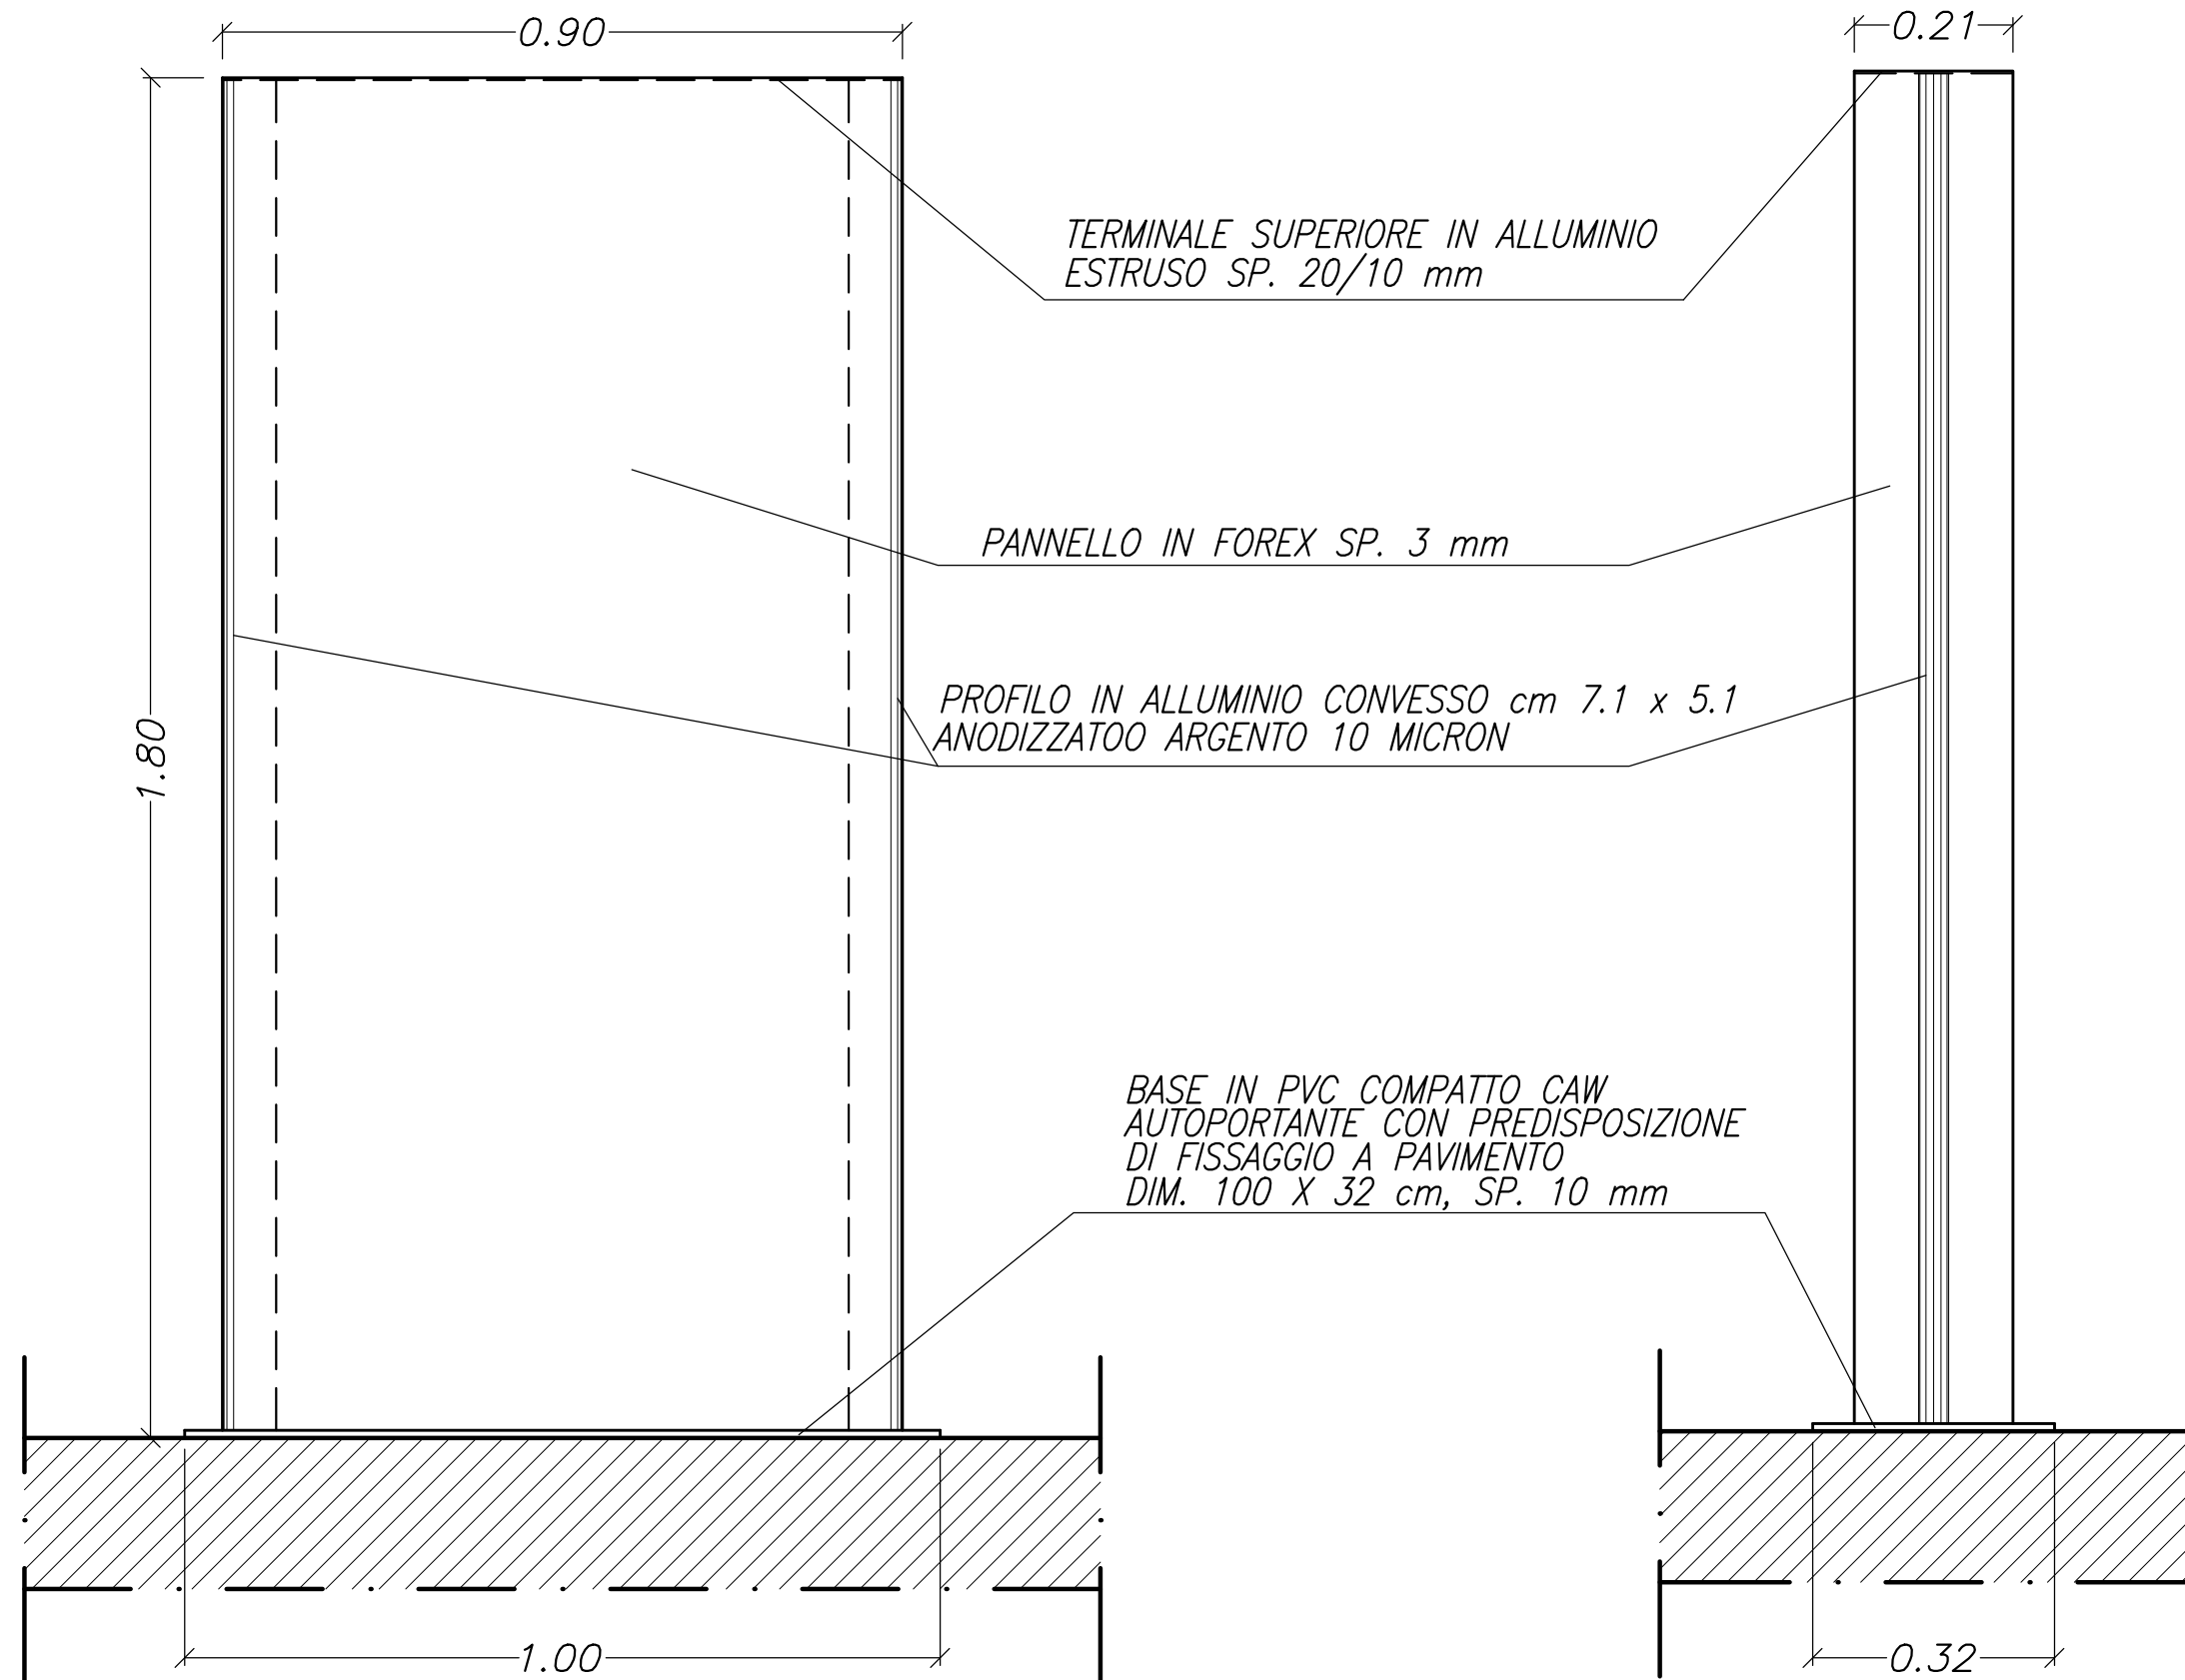 0.90
0.21
TERMINALE SUPERIORE IN ALLUMINIO
ESTRUSO SP. 20/10 mm
PANNELLO IN FOREX SP. 3 mm
PROFILO IN ALLUMINIO CONVESSO cm 7.1 x 5.1
ANODIZZATOO ARGENTO 10 MICRON
1.80
BASE IN PVC COMPATTO CAW
AUTOPORTANTE CON PREDISPOSIZIONE
DI FISSAGGIO A PAVIMENTO
DIM. 100 X 32 cm, SP. 10 mm
1.00
0.32